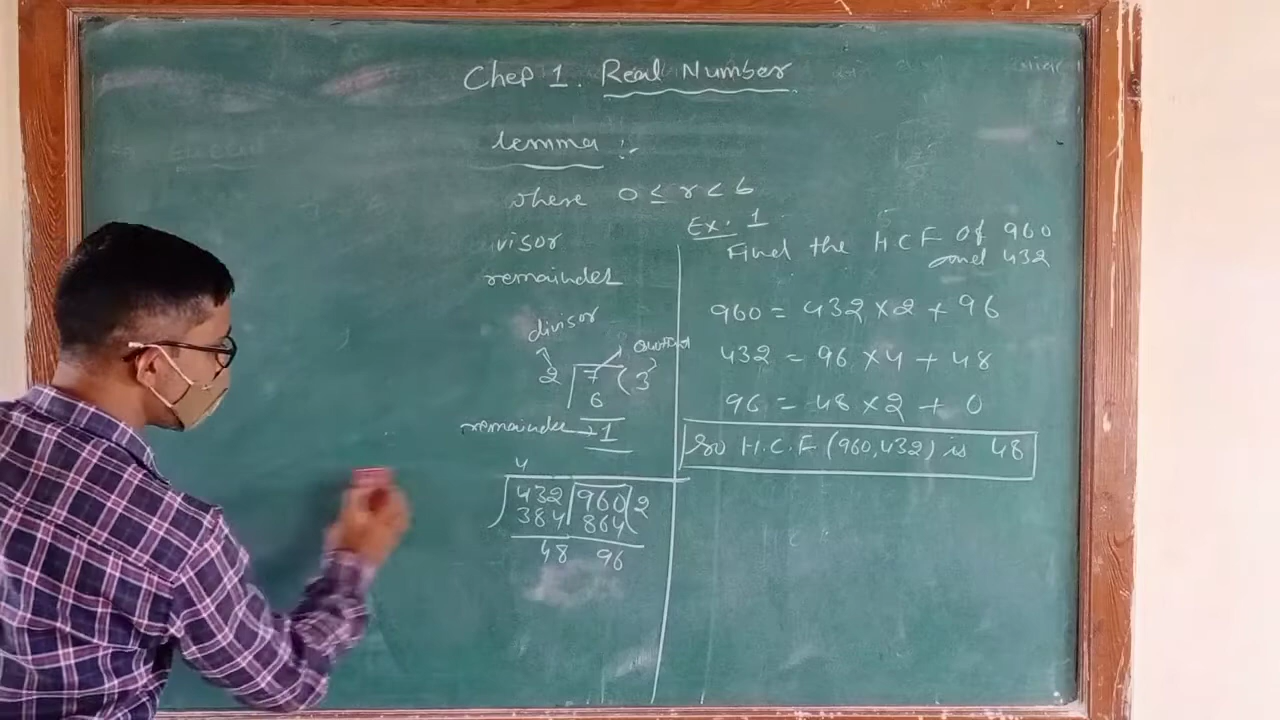 Chep 1. Real Number
lemma :-
where 0 ≤ r < b
visor
remainder
divisor
Quotient
2 7 ( 3
6
remainder → 1
4
432 960 ( 2
384 864
48 96
Ex: 1
Find the H C F of 960
and 432
960 = 432 × 2 + 96
432 = 96 × 4 + 48
96 = 48 × 2 + 0
so H.C.F (960,432) is 48